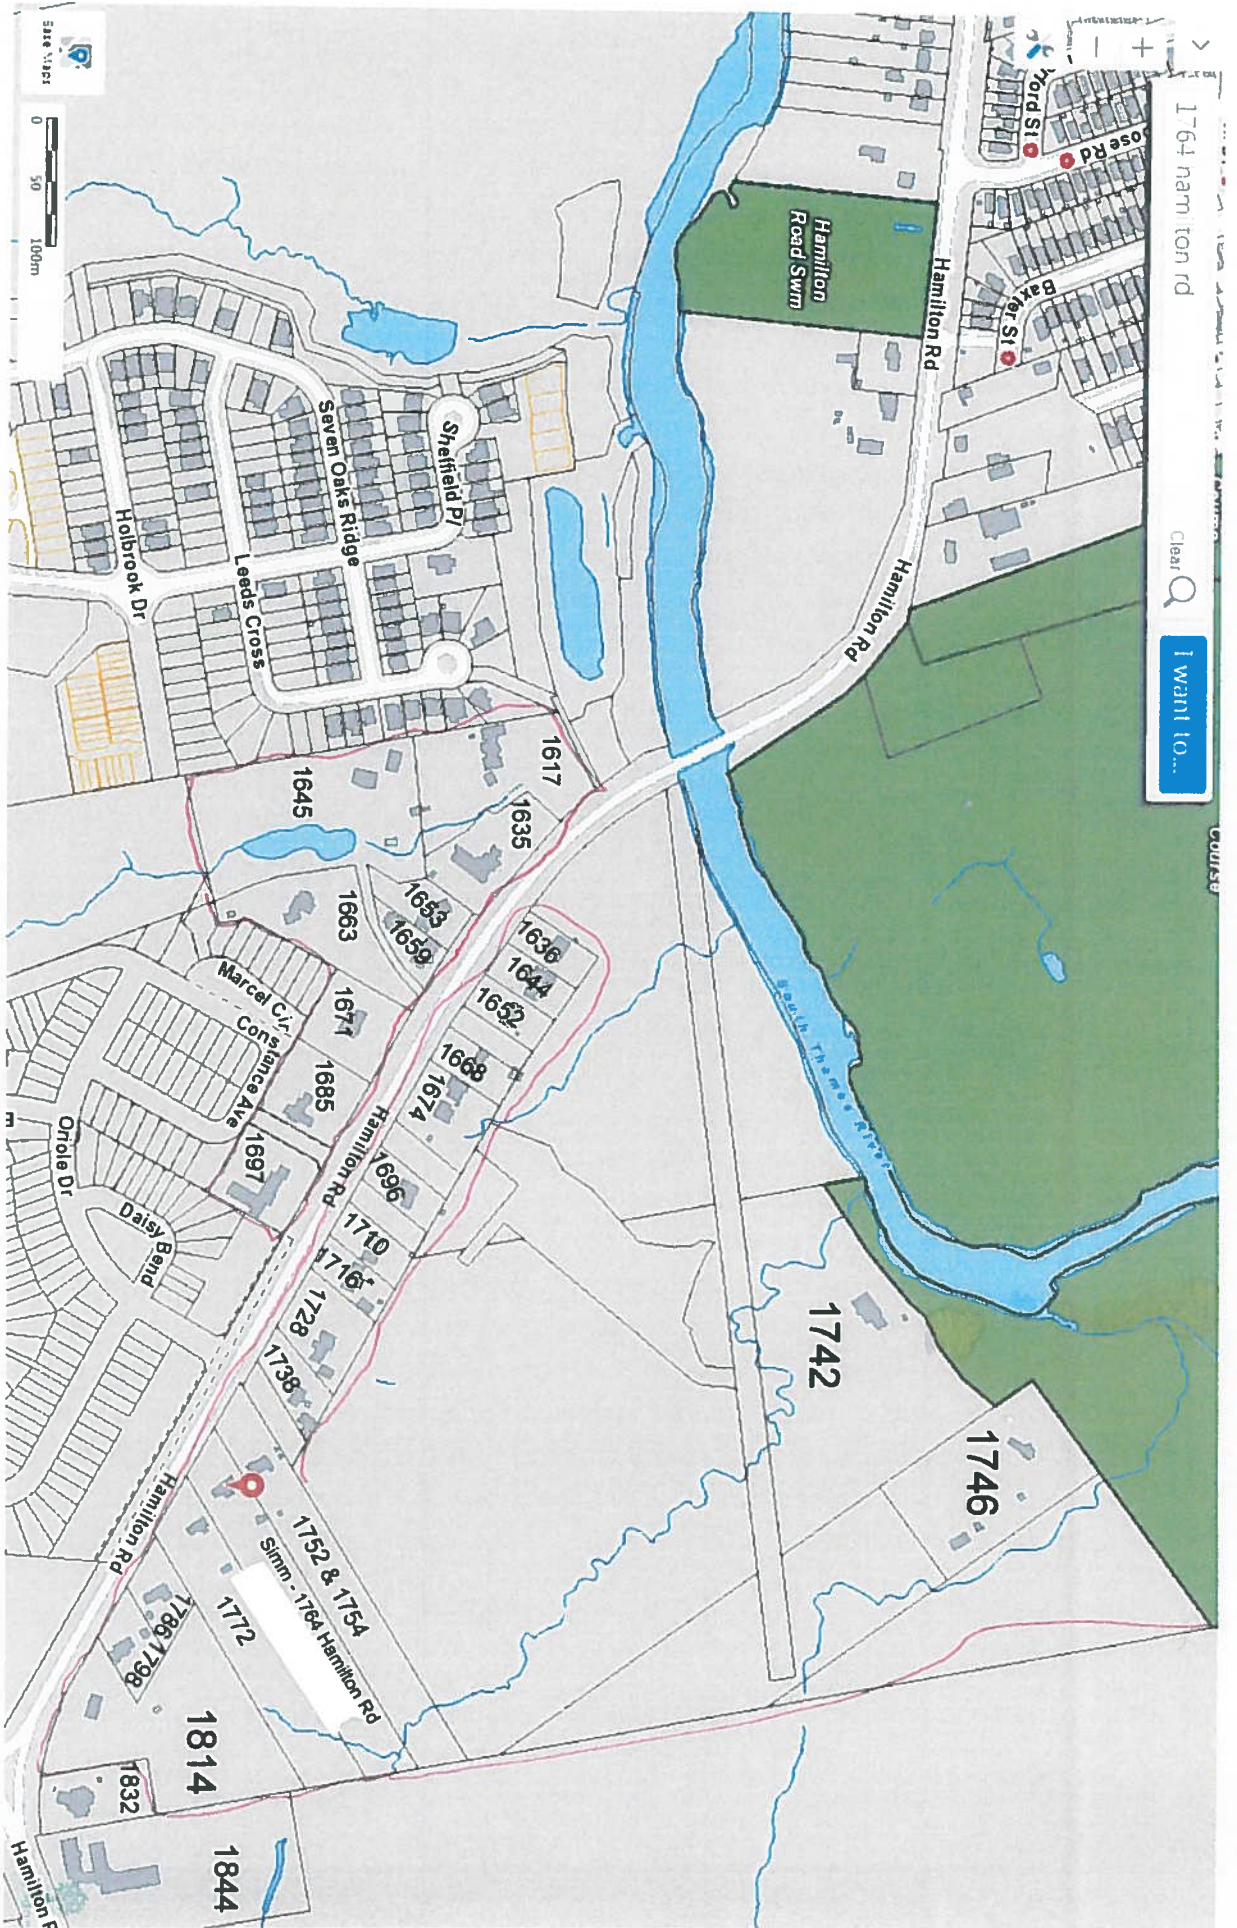 1764 hamilton rd
Clear
I want to...
Course
ose Rd
Baxter St
Hamilton Rd
Hamilton
Road Swm
Hamilton Rd
South Thames River
1742
1746
Sheffield Pl
Seven Oaks Ridge
Leeds Cross
Holbrook Dr
1617
1635
1645
1653
1659
1663
1636
1644
1652
1668
1674
1671
1685
1697
1696
1710
1716
1728
1738
Hamilton Rd
Marcel Cir
Constance Ave
Oriole Dr
Daisy Bend
Hamilton Rd
1752 & 1754
Simm - 1764 Hamilton Rd
1772
1786/1798
1814
1832
1844
Hamilton R
Base Maps
0 50 100m